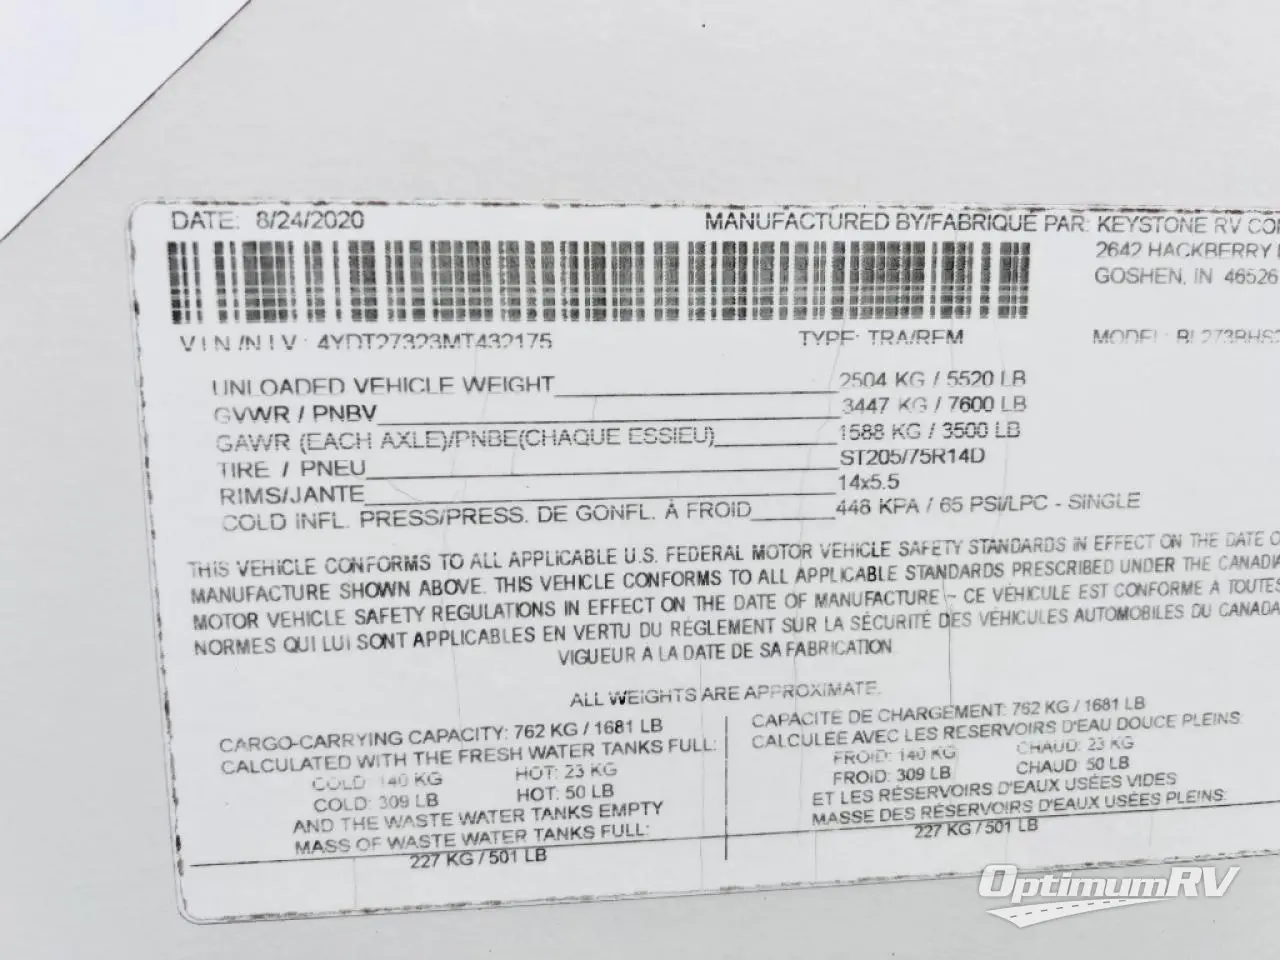 DATE: 8/24/2020 MANUFACTURED BY/FABRIQUÉ PAR: KEYSTONE RV
2642 HACKBERRY
GOSHEN, IN 46526
VIN/NIV: 4YDT27323MT432175 TYPE: TRA/REM MODEL:
UNLOADED VEHICLE WEIGHT 2504 KG / 5520 LB
GVWR / PNBV 3447 KG / 7600 LB
GAWR (EACH AXLE)/PNBE(CHAQUE ESSIEU) 1588 KG / 3500 LB
TIRE / PNEU ST205/75R14D
RIMS/JANTE 14x5.5
COLD INFL. PRESS/PRESS. DE GONFL. À FROID 448 KPA / 65 PSI/LPC - SINGLE
THIS VEHICLE CONFORMS TO ALL APPLICABLE U.S. FEDERAL MOTOR VEHICLE SAFETY STANDARDS IN EFFECT ON THE DATE
MANUFACTURE SHOWN ABOVE. THIS VEHICLE CONFORMS TO ALL APPLICABLE STANDARDS PRESCRIBED UNDER THE
MOTOR VEHICLE SAFETY REGULATIONS IN EFFECT ON THE DATE OF MANUFACTURE - CE VÉHICULE EST CONFORME A TOUTES
NORMES QUI LUI SONT APPLICABLES EN VERTU DU RÉGLEMENT SUR LA SÉCURITÉ DES VÉHICULES AUTOMOBILES DU CANADA
VIGUEUR A LA DATE DE SA FABRICATION
ALL WEIGHTS ARE APPROXIMATE.
CARGO-CARRYING CAPACITY: 762 KG / 1681 LB
CALCULATED WITH THE FRESH WATER TANKS FULL:
COLD: 140 KG HOT: 23 KG
COLD: 309 LB HOT: 50 LB
AND THE WASTE WATER TANKS EMPTY
MASS OF WASTE WATER TANKS FULL:
227 KG / 501 LB
CAPACITE DE CHARGEMENT: 762 KG / 1681 LB
CALCULÉE AVEC LES RÉSERVOIRS D'EAU DOUCE PLEINS:
FROID: 140 KG CHAUD: 23 KG
FROID: 309 LB CHAUD: 50 LB
ET LES RÉSERVOIRS D'EAUX USÉES VIDES
MASSE DES RÉSERVOIRS D'EAUX USÉES PLEINS:
227 KG / 501 LB
OptimumRV